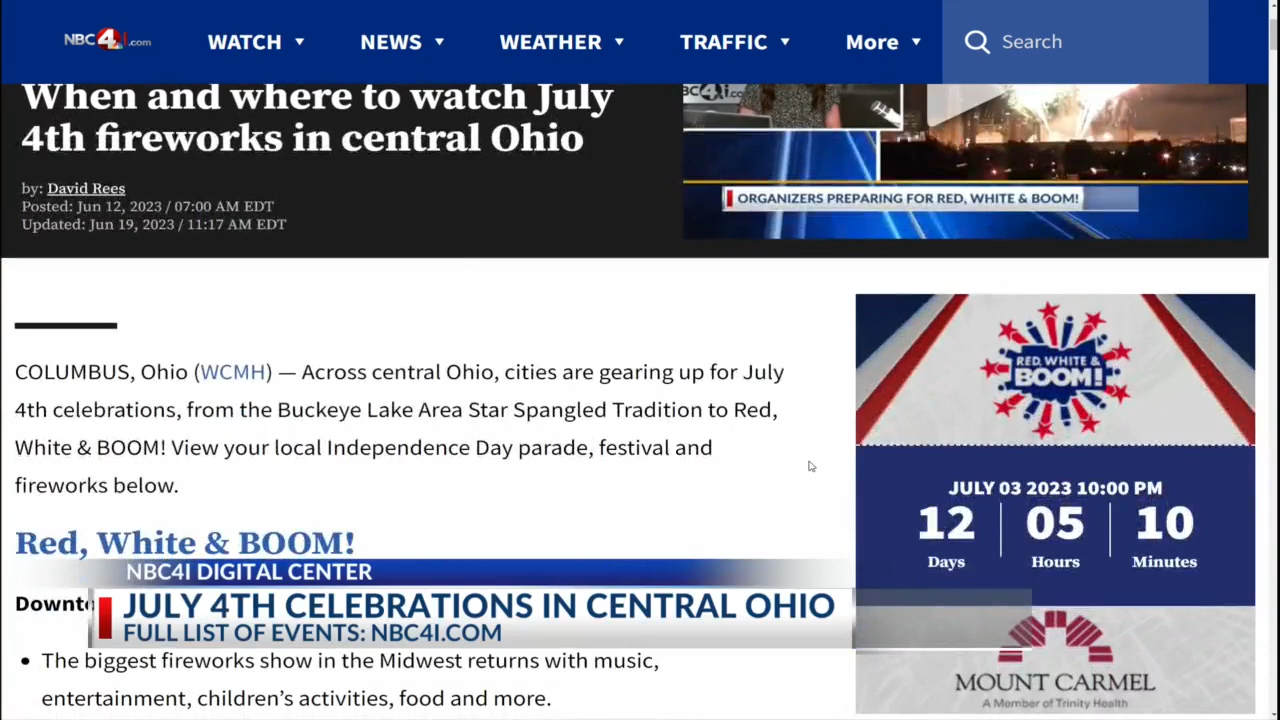 NBC4i.com
WATCH
NEWS
WEATHER
TRAFFIC
More
Search
When and where to watch July
4th fireworks in central Ohio
by: David Rees
Posted: Jun 12, 2023 / 07:00 AM EDT
Updated: Jun 19, 2023 / 11:17 AM EDT
ORGANIZERS PREPARING FOR RED, WHITE & BOOM!
COLUMBUS, Ohio (WCMH) — Across central Ohio, cities are gearing up for July
4th celebrations, from the Buckeye Lake Area Star Spangled Tradition to Red,
White & BOOM! View your local Independence Day parade, festival and
fireworks below.
Red, White & BOOM!
RED, WHITE &
BOOM!
JULY 03 2023 10:00 PM
12 05 10
Days Hours Minutes
NBC4I DIGITAL CENTER
JULY 4TH CELEBRATIONS IN CENTRAL OHIO
FULL LIST OF EVENTS: NBC4I.COM
• The biggest fireworks show in the Midwest returns with music,
entertainment, children’s activities, food and more.
MOUNT CARMEL
A Member of Trinity Health